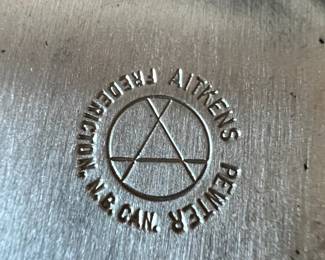 AITKENS PEWTER
FREDERICTON, N.B. CAN.